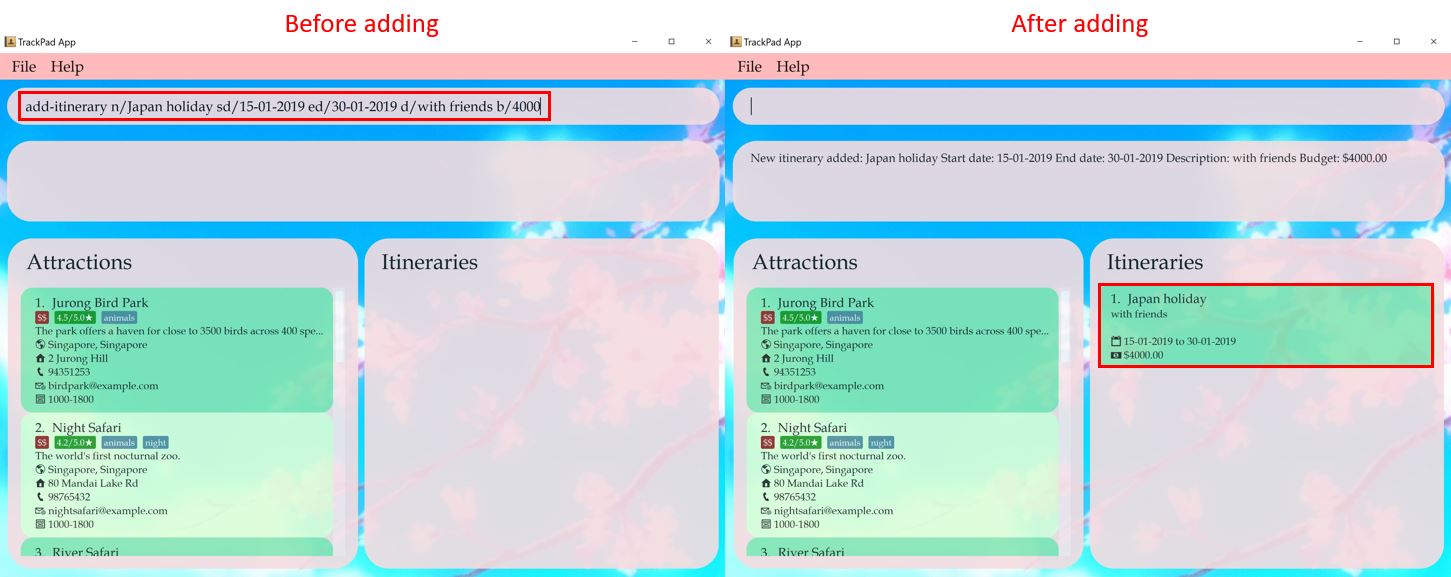 Before adding
TrackPad App
File Help
add-itinerary n/Japan holiday sd/15-01-2019 ed/30-01-2019 d/with friends b/4000
Attractions
1. Jurong Bird Park
$$ 4.5/5.0★ animals
The park offers a haven for close to 3500 birds across 400 spe...
Singapore, Singapore
2 Jurong Hill
94351253
birdpark@example.com
1000-1800
2. Night Safari
$$ 4.2/5.0★ animals night
The world's first nocturnal zoo.
Singapore, Singapore
80 Mandai Lake Rd
98765432
nightsafari@example.com
1000-1800
3. River Safari
Itineraries
After adding
TrackPad App
File Help
New itinerary added: Japan holiday Start date: 15-01-2019 End date: 30-01-2019 Description: with friends Budget: $4000.00
Attractions
1. Jurong Bird Park
$$ 4.5/5.0★ animals
The park offers a haven for close to 3500 birds across 400 spe...
Singapore, Singapore
2 Jurong Hill
94351253
birdpark@example.com
1000-1800
2. Night Safari
$$ 4.2/5.0★ animals night
The world's first nocturnal zoo.
Singapore, Singapore
80 Mandai Lake Rd
98765432
nightsafari@example.com
1000-1800
3. River Safari
Itineraries
1. Japan holiday
with friends
15-01-2019 to 30-01-2019
$4000.00